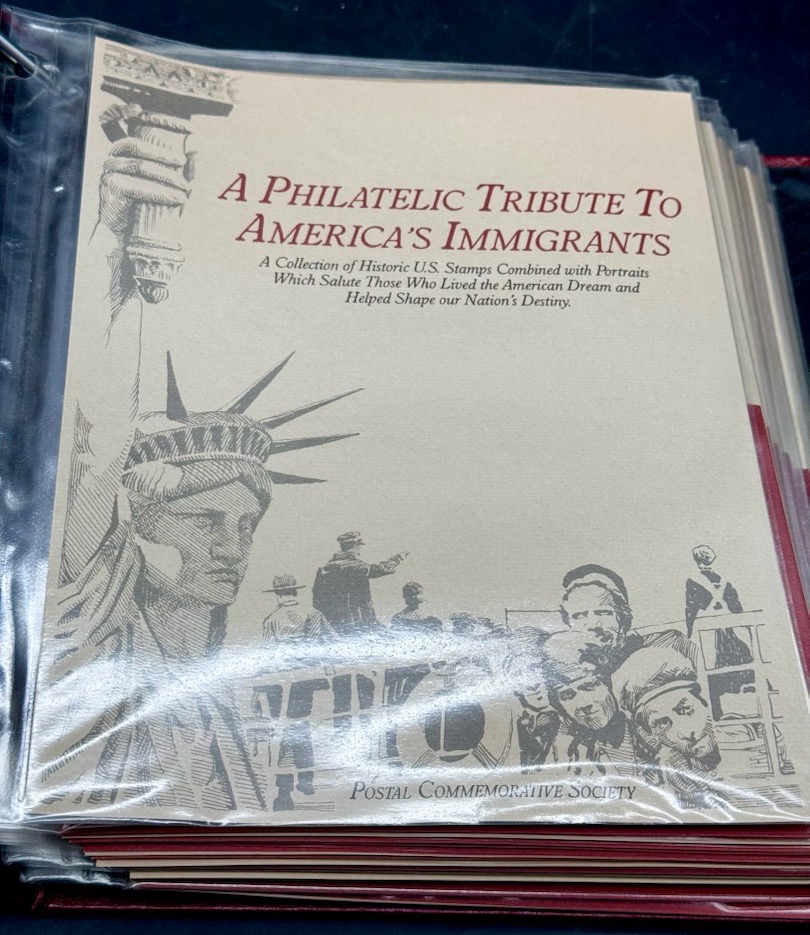 A PHILATELIC TRIBUTE TO
AMERICA'S IMMIGRANTS
A Collection of Historic U.S. Stamps Combined with Portraits
Which Salute Those Who Lived the American Dream and
Helped Shape our Nation's Destiny.
POSTAL COMMEMORATIVE SOCIETY